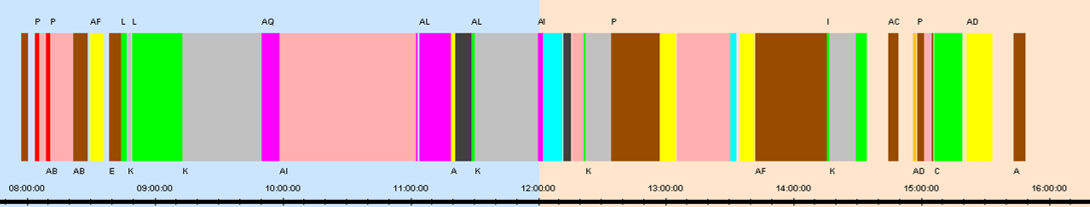 P P AF L L AQ AL AL AI P I AC P AD
AB AB E K K AI A K K AF K AD C A
08:00:00 09:00:00 10:00:00 11:00:00 12:00:00 13:00:00 14:00:00 15:00:00 16:00:00